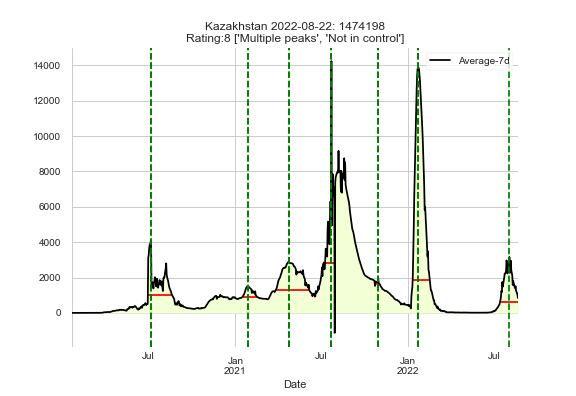 Kazakhstan 2022-08-22: 1474198
Rating:8 ['Multiple peaks', 'Not in control']
Average-7d
14000
12000
10000
8000
6000
4000
2000
0
Jul
Jan
2021
Jul
Jan
2022
Jul
Date